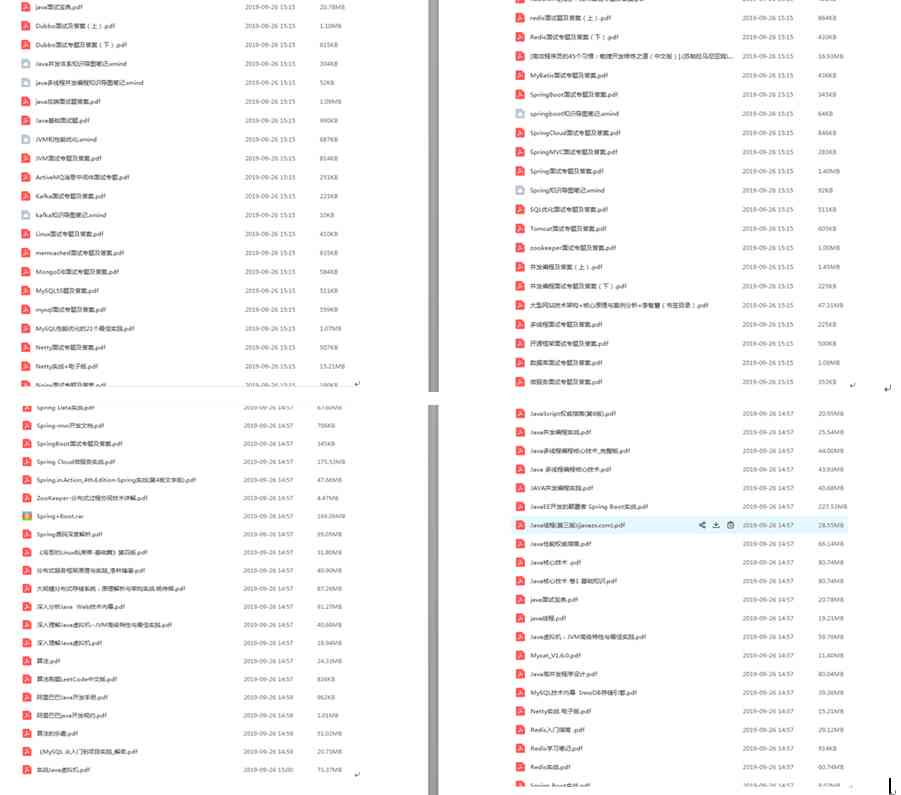 java面试宝典.pdf 2019-09-26 15:15 20.78MB
Dubbo面试及答案（上）.pdf 2019-09-26 15:15 1.10MB
Dubbo面试专题及答案（下）.pdf 2019-09-26 15:15 815KB
Java并发体系知识导图笔记.xmind 2019-09-26 15:15 304KB
java多线程并发编程知识导图笔记.xmind 2019-09-26 15:15 52KB
java后端面试题答案.pdf 2019-09-26 15:15 1.09MB
Java基础面试题.pdf 2019-09-26 15:15 990KB
JVM和性能优化.xmind 2019-09-26 15:15 687KB
JVM面试专题及答案.pdf 2019-09-26 15:15 814KB
ActiveMQ消息中间件面试专题.pdf 2019-09-26 15:15 291KB
Kafka面试专题及答案.pdf 2019-09-26 15:15 221KB
kafka知识导图笔记.xmind 2019-09-26 15:15 35KB
Linux面试专题及答案.pdf 2019-09-26 15:15 410KB
memcached面试专题及答案.pdf 2019-09-26 15:15 815KB
MongoDB面试专题及答案.pdf 2019-09-26 15:15 584KB
MySQL55题及答案.pdf 2019-09-26 15:15 311KB
mysql面试专题及答案.pdf 2019-09-26 15:15 559KB
MySQL性能优化的21个最佳实践.pdf 2019-09-26 15:15 1.07MB
Netty面试专题及答案.pdf 2019-09-26 15:15 507KB
Netty实战+电子版.pdf 2019-09-26 15:15 15.21MB
Nginx面试专题及答案.pdf 2019-09-26 15:15 190KB
redis面试题及答案（上）.pdf 2019-09-26 15:15 864KB
Redis面试专题及答案（下）.pdf 2019-09-26 15:15 410KB
2019-09-26 15:15 16.93MB
MyBatis面试专题及答案.pdf 2019-09-26 15:15 436KB
SpringBoot面试专题及答案.pdf 2019-09-26 15:15 345KB
springboot知识导图笔记.xmind 2019-09-26 15:15 64KB
SpringCloud面试专题及答案.pdf 2019-09-26 15:15 846KB
SpringMVC面试专题及答案.pdf 2019-09-26 15:15 280KB
Spring面试专题及答案.pdf 2019-09-26 15:15 1.40MB
Spring知识导图笔记.xmind 2019-09-26 15:15 92KB
SQL优化面试专题及答案.pdf 2019-09-26 15:15 511KB
Tomcat面试专题及答案.pdf 2019-09-26 15:15 605KB
zookeeper面试专题及答案.pdf 2019-09-26 15:15 1.00MB
并发编程及答案（上）.pdf 2019-09-26 15:15 1.45MB
并发编程面试专题及答案（下）.pdf 2019-09-26 15:15 225KB
大型网站技术架构+核心原理与案例分析+李智慧（书签目录）.pdf 2019-09-26 15:15 47.31MB
多线程面试专题及答案.pdf 2019-09-26 15:15 225KB
开源框架面试专题及答案.pdf 2019-09-26 15:15 500KB
数据库面试专题及答案.pdf 2019-09-26 15:15 1.09MB
微服务面试专题及答案.pdf 2019-09-26 15:15 353KB
Spring Data实战.pdf 2019-09-26 14:57 67.80MB
Spring-mvc开发文档.pdf 2019-09-26 14:57 706KB
SpringBoot面试专题及答案.pdf 2019-09-26 14:57 345KB
Spring Cloud微服务实战.pdf 2019-09-26 14:57 175.53MB
Spring.in.Action_4th.Edition-Spring实战(第4版文字版).pdf 2019-09-26 14:57 47.66MB
ZooKeeper-分布式过程协同技术详解.pdf 2019-09-26 14:57 4.47MB
Spring+Boot.rar 2019-09-26 14:57 169.09MB
Spring源码深度解析.pdf 2019-09-26 14:57 39.05MB
《鸟哥的Linux私房菜-基础篇》第四版.pdf 2019-09-26 14:57 31.80MB
分布式服务框架原理与实践_李林锋著.pdf 2019-09-26 14:57 40.90MB
大规模分布式存储系统：原理解析与架构实战.杨传辉.pdf 2019-09-26 14:57 87.26MB
深入分析Java Web技术内幕.pdf 2019-09-26 14:57 61.27MB
深入理解Java虚拟机-JVM高级特性与最佳实践.pdf 2019-09-26 14:57 40.66MB
深入理解Java虚拟机.pdf 2019-09-26 14:57 18.94MB
算法.pdf 2019-09-26 14:57 24.31MB
算法刷题LeetCode中文版.pdf 2019-09-26 14:57 836KB
阿里巴巴Java开发手册.pdf 2019-09-26 14:58 962KB
阿里巴巴java开发规约.pdf 2019-09-26 14:58 1.01MB
算法的乐趣.pdf 2019-09-26 14:58 51.02MB
《MySQL 从入门到项目实践_超清.pdf 2019-09-26 14:58 20.73MB
实战Java虚拟机.pdf 2019-09-26 15:00 71.37MB
JavaScript权威指南(第6版).pdf 2019-09-26 14:57 20.95MB
Java并发编程实战.pdf 2019-09-26 14:57 25.54MB
Java多线程编程核心技术_完整版.pdf 2019-09-26 14:57 44.00MB
Java 多线程编程核心技术.pdf 2019-09-26 14:57 43.93MB
JAVA并发编程实践.pdf 2019-09-26 14:57 40.68MB
JavaEE开发的颠覆者 Spring Boot实战.pdf 2019-09-26 14:57 227.53MB
Java线程(第三版)(javazx.com).pdf 2019-09-26 14:57 28.55MB
Java性能权威指南.pdf 2019-09-26 14:57 66.14MB
Java核心技术 .pdf 2019-09-26 14:57 80.74MB
Java核心技术 卷1 基础知识.pdf 2019-09-26 14:57 80.74MB
java面试宝典.pdf 2019-09-26 14:57 20.78MB
java线程.pdf 2019-09-26 14:57 19.21MB
Java虚拟机 - JVM高级特性与最佳实践.pdf 2019-09-26 14:57 59.76MB
Mycat_V1.6.0.pdf 2019-09-26 14:57 11.40MB
Java高并发程序设计.pdf 2019-09-26 14:57 80.04MB
MySQL技术内幕 InnoDB存储引擎.pdf 2019-09-26 14:57 39.36MB
Netty实战 电子版.pdf 2019-09-26 14:57 15.21MB
Redis入门指南 .pdf 2019-09-26 14:57 29.12MB
Redis学习笔记.pdf 2019-09-26 14:57 934KB
Redis实战.pdf 2019-09-26 14:57 60.74MB
Spring Boot实战.pdf 2019-09-26 14:57